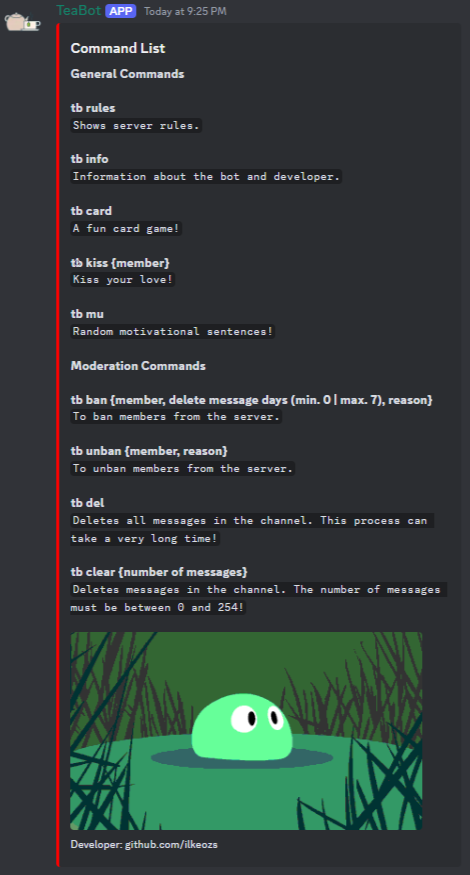 TeaBot APP Today at 9:25 PM
Command List
General Commands
tb rules
Shows server rules.
tb info
Information about the bot and developer.
tb card
A fun card game!
tb kiss {member}
Kiss your love!
tb mu
Random motivational sentences!
Moderation Commands
tb ban {member, delete message days (min. 0 | max. 7), reason}
To ban members from the server.
tb unban {member, reason}
To unban members from the server.
tb del
Deletes all messages in the channel. This process can
take a very long time!
tb clear {number of messages}
Deletes messages in the channel. The number of messages
must be between 0 and 254!
Developer: github.com/ilkeozs